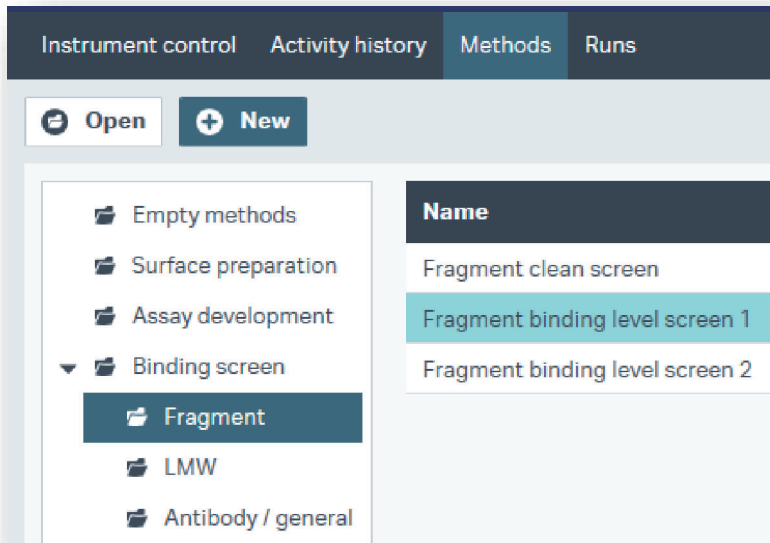 Instrument control Activity history Methods Runs
Open New
Empty methods
Surface preparation
Assay development
Binding screen
Fragment
LMW
Antibody / general
Name
Fragment clean screen
Fragment binding level screen 1
Fragment binding level screen 2